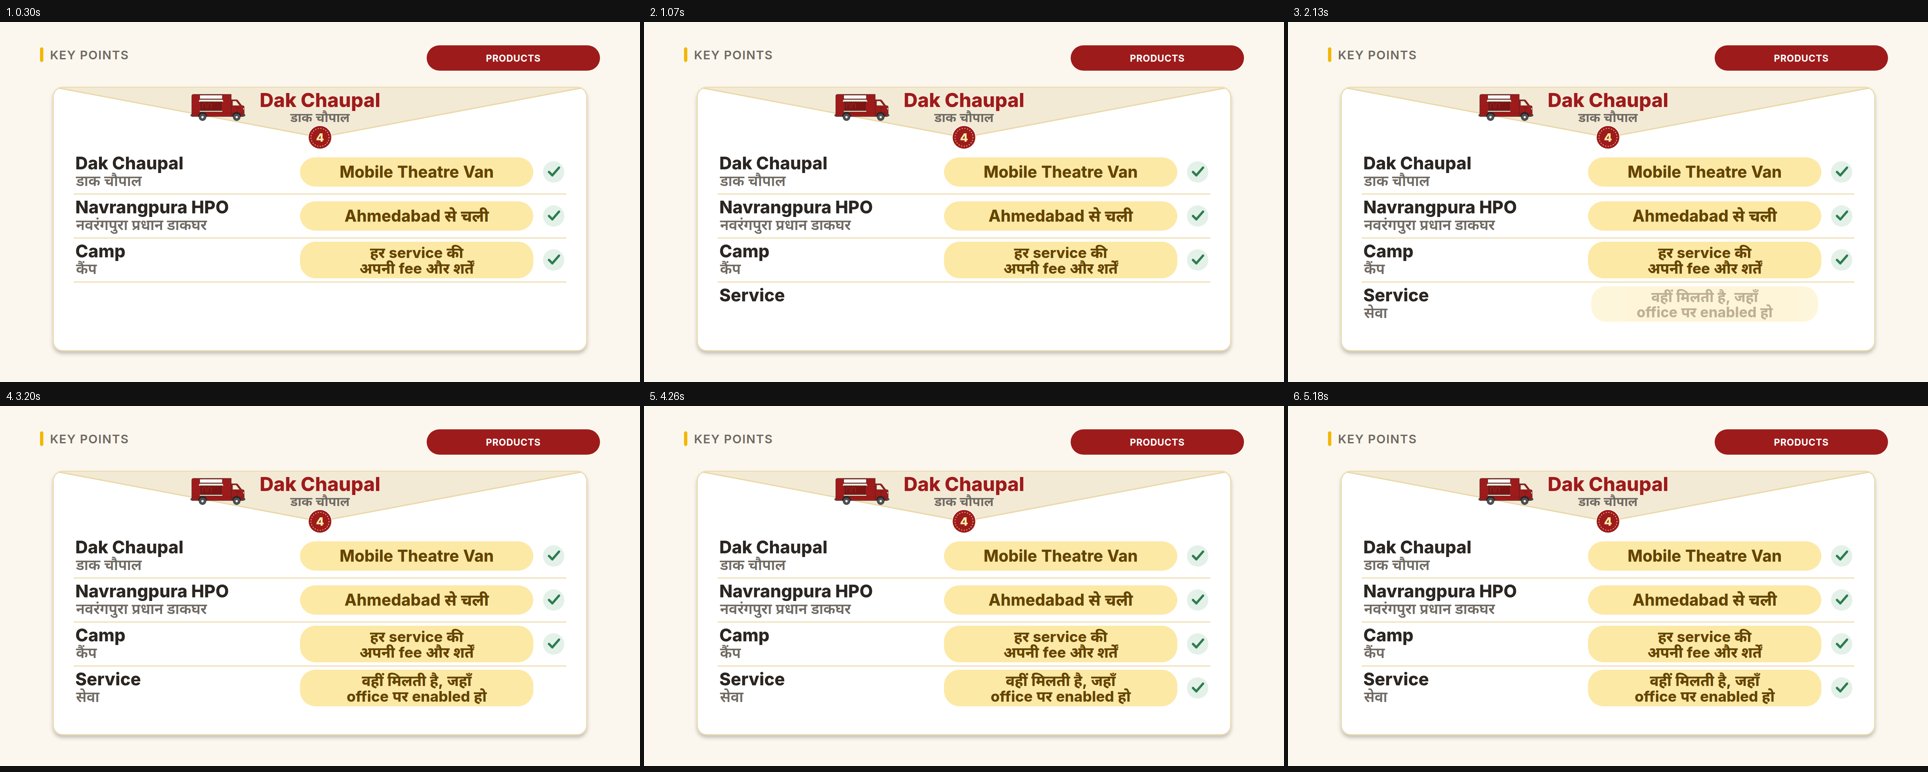 1. 0.30s
KEY POINTS
PRODUCTS
Dak Chaupal
डाक चौपाल
4
Dak Chaupal
डाक चौपाल
Mobile Theatre Van
Navrangpura HPO
नवरंगपुरा प्रधान डाकघर
Ahmedabad से चली
Camp
कैंप
हर service की
अपनी fee और शर्तें
2. 1.07s
KEY POINTS
PRODUCTS
Dak Chaupal
डाक चौपाल
4
Dak Chaupal
डाक चौपाल
Mobile Theatre Van
Navrangpura HPO
नवरंगपुरा प्रधान डाकघर
Ahmedabad से चली
Camp
कैंप
हर service की
अपनी fee और शर्तें
Service
3. 2.13s
KEY POINTS
PRODUCTS
Dak Chaupal
डाक चौपाल
4
Dak Chaupal
डाक चौपाल
Mobile Theatre Van
Navrangpura HPO
नवरंगपुरा प्रधान डाकघर
Ahmedabad से चली
Camp
कैंप
हर service की
अपनी fee और शर्तें
Service
सेवा
वहीं मिलती है, जहाँ
office पर enabled हो
4. 3.20s
KEY POINTS
PRODUCTS
Dak Chaupal
डाक चौपाल
4
Dak Chaupal
डाक चौपाल
Mobile Theatre Van
Navrangpura HPO
नवरंगपुरा प्रधान डाकघर
Ahmedabad से चली
Camp
कैंप
हर service की
अपनी fee और शर्तें
Service
सेवा
वहीं मिलती है, जहाँ
office पर enabled हो
5. 4.26s
KEY POINTS
PRODUCTS
Dak Chaupal
डाक चौपाल
4
Dak Chaupal
डाक चौपाल
Mobile Theatre Van
Navrangpura HPO
नवरंगपुरा प्रधान डाकघर
Ahmedabad से चली
Camp
कैंप
हर service की
अपनी fee और शर्तें
Service
सेवा
वहीं मिलती है, जहाँ
office पर enabled हो
6. 5.18s
KEY POINTS
PRODUCTS
Dak Chaupal
डाक चौपाल
4
Dak Chaupal
डाक चौपाल
Mobile Theatre Van
Navrangpura HPO
नवरंगपुरा प्रधान डाकघर
Ahmedabad से चली
Camp
कैंप
हर service की
अपनी fee और शर्तें
Service
सेवा
वहीं मिलती है, जहाँ
office पर enabled हो